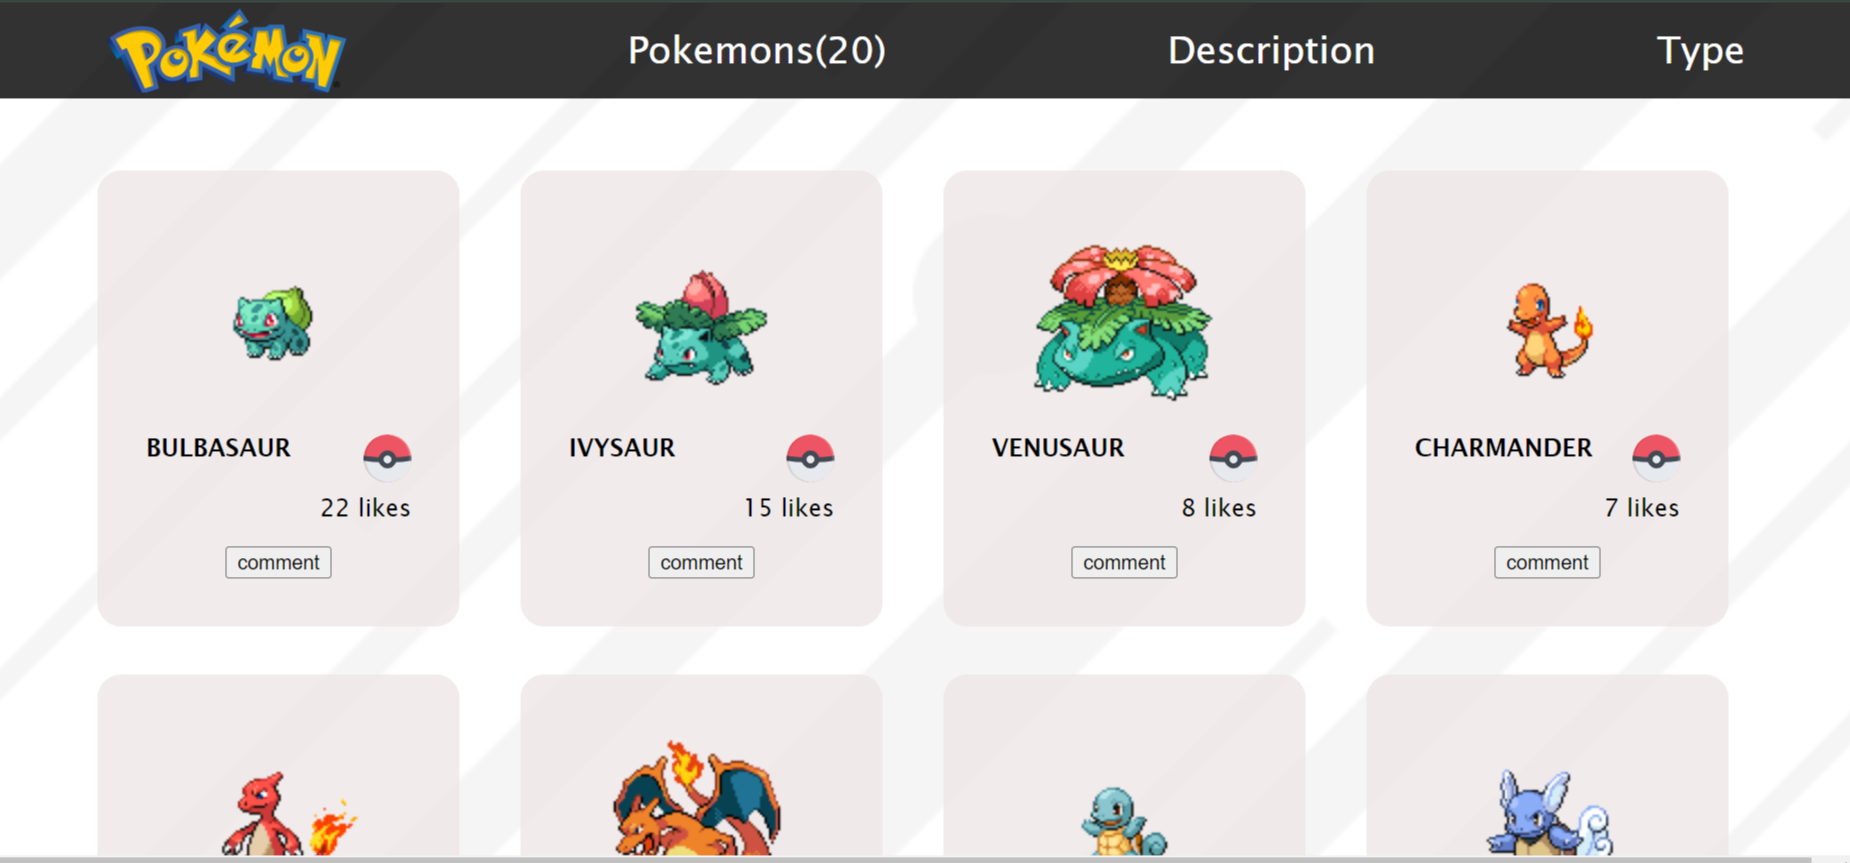 POKéMON Pokemons(20) Description Type
BULBASAUR IVYSAUR VENUSAUR CHARMANDER
22 likes 15 likes 8 likes 7 likes
comment comment comment comment